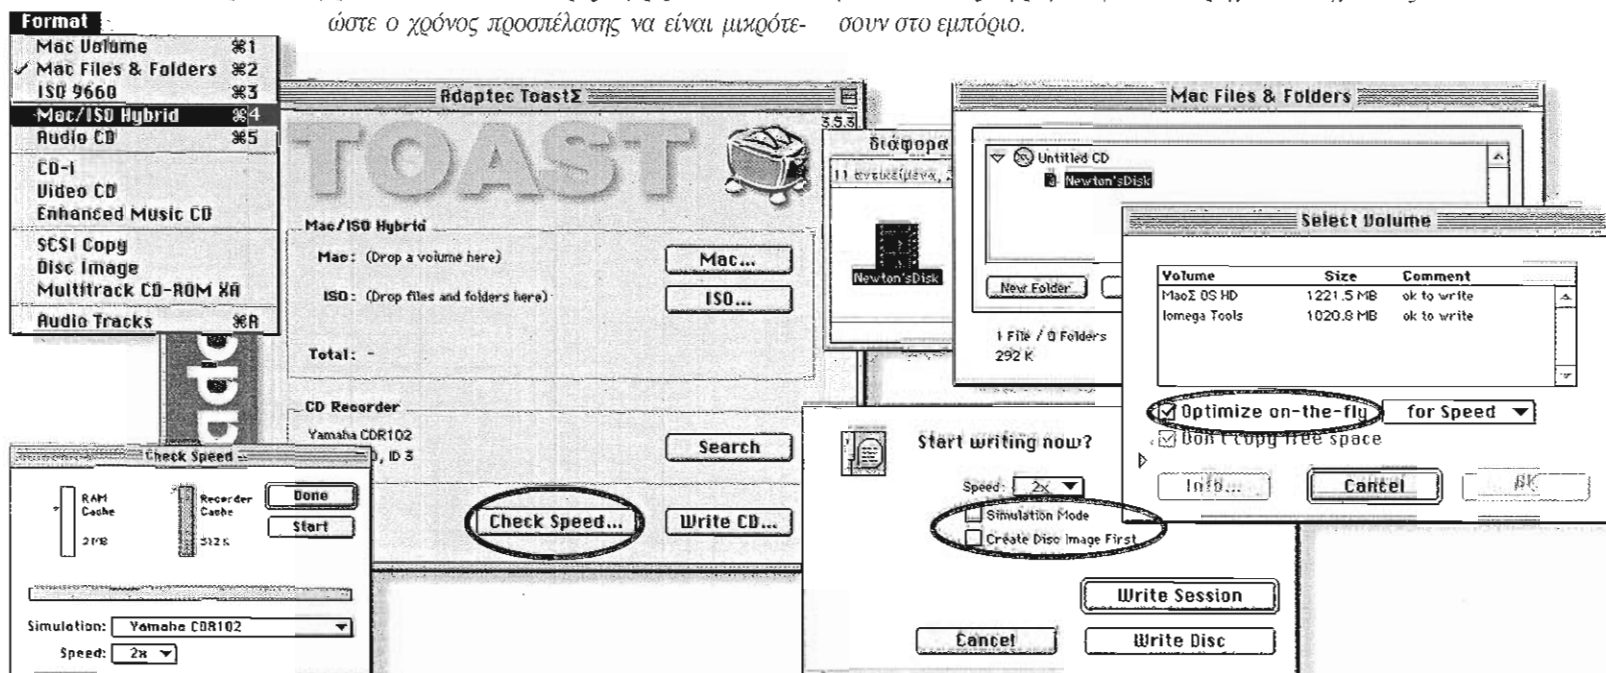 ώστε ο χρόνος προσπέλασης να είναι μικρότε-
σουν στο εμπόριο.
Format
Mac Volume ⌘1
✓ Mac Files & Folders ⌘2
ISO 9660 ⌘3
Mac/ISO Hybrid ⌘4
Audio CD ⌘5
CD-i
Video CD
Enhanced Music CD
SCSI Copy
Disc Image
Multitrack CD-ROM XA
Audio Tracks ⌘R
Adaptec ToastΣ
3.5.3
TOAST
Mac/ISO Hybrid
Mac: (Drop a volume here)
Mac...
ISO: (Drop files and folders here)
ISO...
Total: -
CD Recorder
Yamaha CDR102
, ID 3
Search
Check Speed...
Write CD...
διάφορα
11 αντικείμενα,
Newton'sDisk
Mac Files & Folders
Untitled CD
Newton'sDisk
New Folder
1 File / 0 Folders
292 K
Select Volume
Volume Size Comment
MacΣ OS HD 1221.5 MB ok to write
Iomega Tools 1020.8 MB ok to write
Optimize on-the-fly for Speed
Don't copy free space
Info... Cancel OK
Check Speed
RAM Cache
2 MB
Recorder Cache
512 K
Done
Start
Simulation: Yamaha CDR102
Speed: 2x
Start writing now?
Speed: 2x
Simulation Mode
Create Disc Image First
Write Session
Cancel
Write Disc